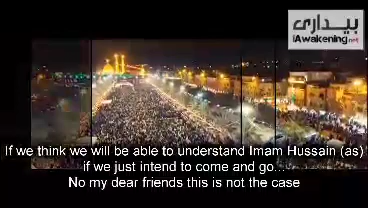 بیداری
iAwakening.net
If we think we will be able to understand Imam Hussain (as)
if we just intend to come and go...
No my dear friends this is not the case